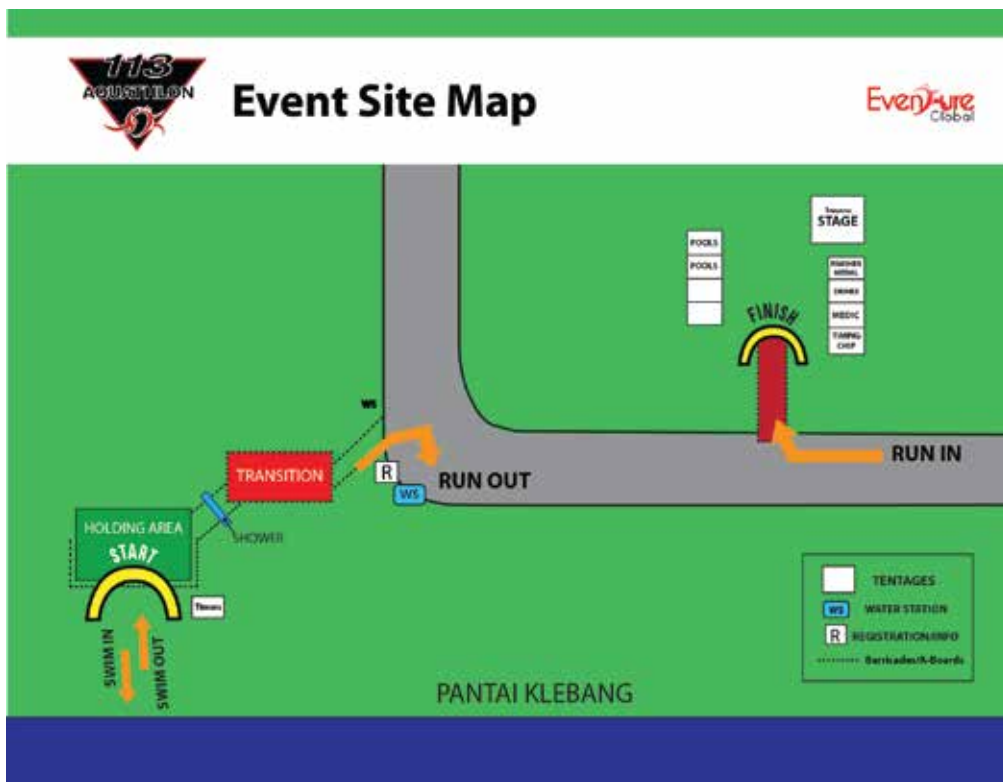 113
AQUATHLON
Event Site Map
Eventure
Global
STAGE
POOLS
POOLS
DRINKS
MEDIC
TIMING
CHIP
FINISH
WS
RUN IN
TRANSITION
R
RUN OUT
WS
HOLDING AREA
START
SHOWER
SWIM IN
SWIM OUT
TENTAGES
WS WATER STATION
R REGISTRATION/INFO
Barricades/A-Boards
PANTAI KLEBANG